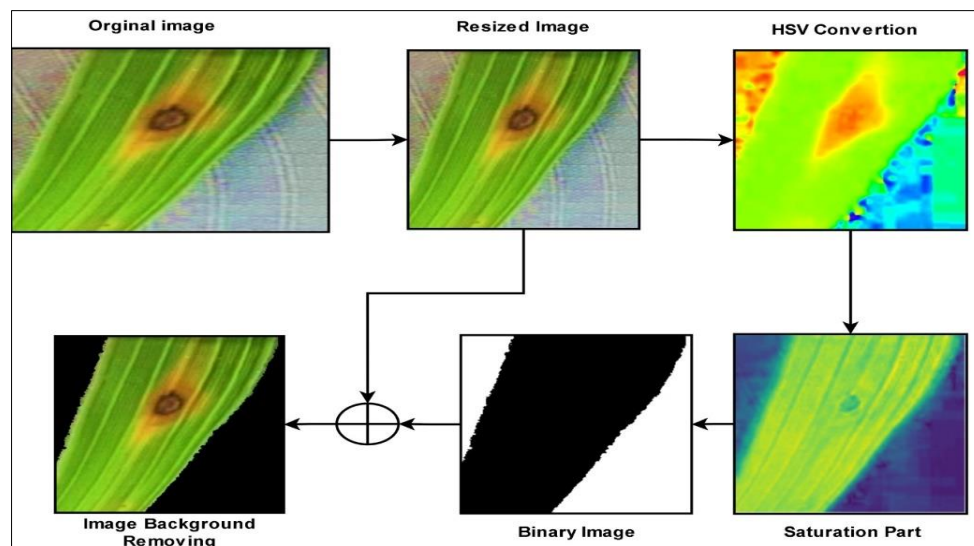 Orginal image
Resized Image
HSV Convertion
Image Background
Removing
Binary Image
Saturation Part